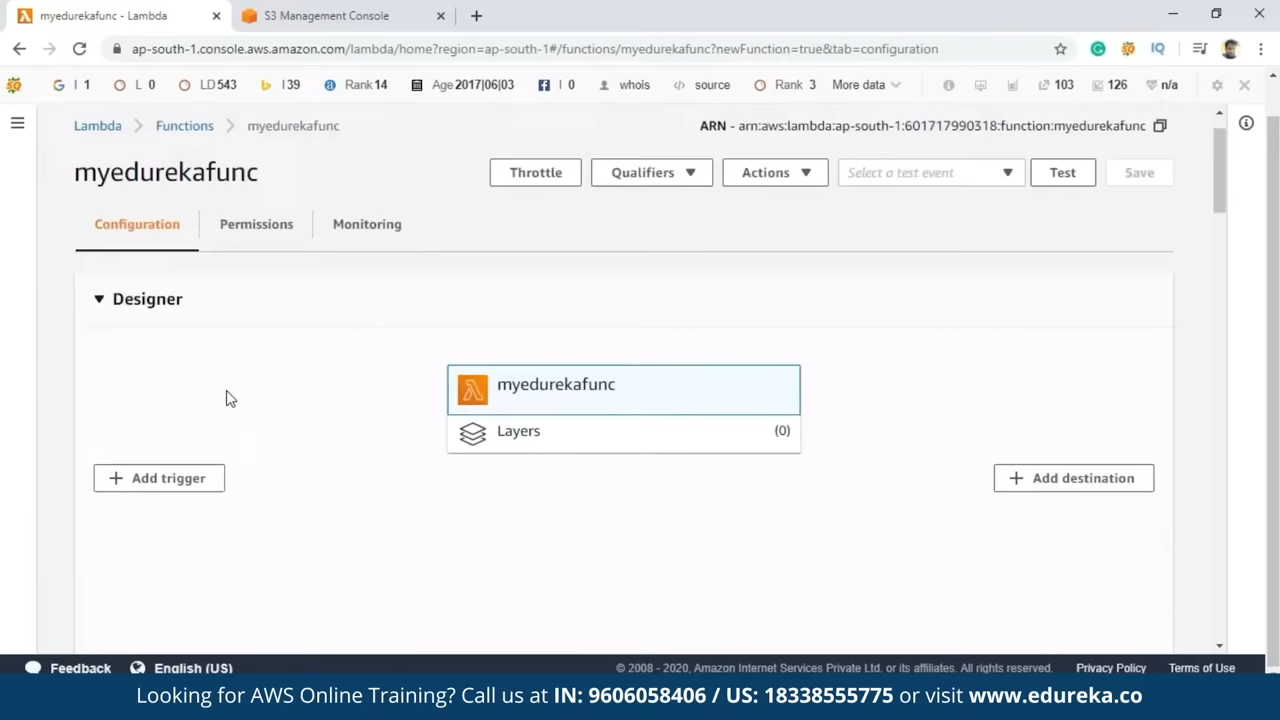 myedurekafunc - Lambda
S3 Management Console
ap-south-1.console.aws.amazon.com/lambda/home?region=ap-south-1#/functions/myedurekafunc?newFunction=true&tab=configuration
IQ
G I 1 L 0 LD 543 I 39 Rank 14 Age 2017|06|03 I 0 whois source Rank 3 More data 103 126 n/a
Lambda Functions myedurekafunc ARN - arn:aws:lambda:ap-south-1:601717990318:function:myedurekafunc
myedurekafunc
Throttle Qualifiers Actions Select a test event Test Save
Configuration Permissions Monitoring
Designer
myedurekafunc
Layers (0)
Add trigger
Add destination
Feedback English (US) © 2008 - 2020, Amazon Internet Services Private Ltd. or its affiliates. All rights reserved. Privacy Policy Terms of Use
Looking for AWS Online Training? Call us at IN: 9606058406 / US: 18338555775 or visit www.edureka.co